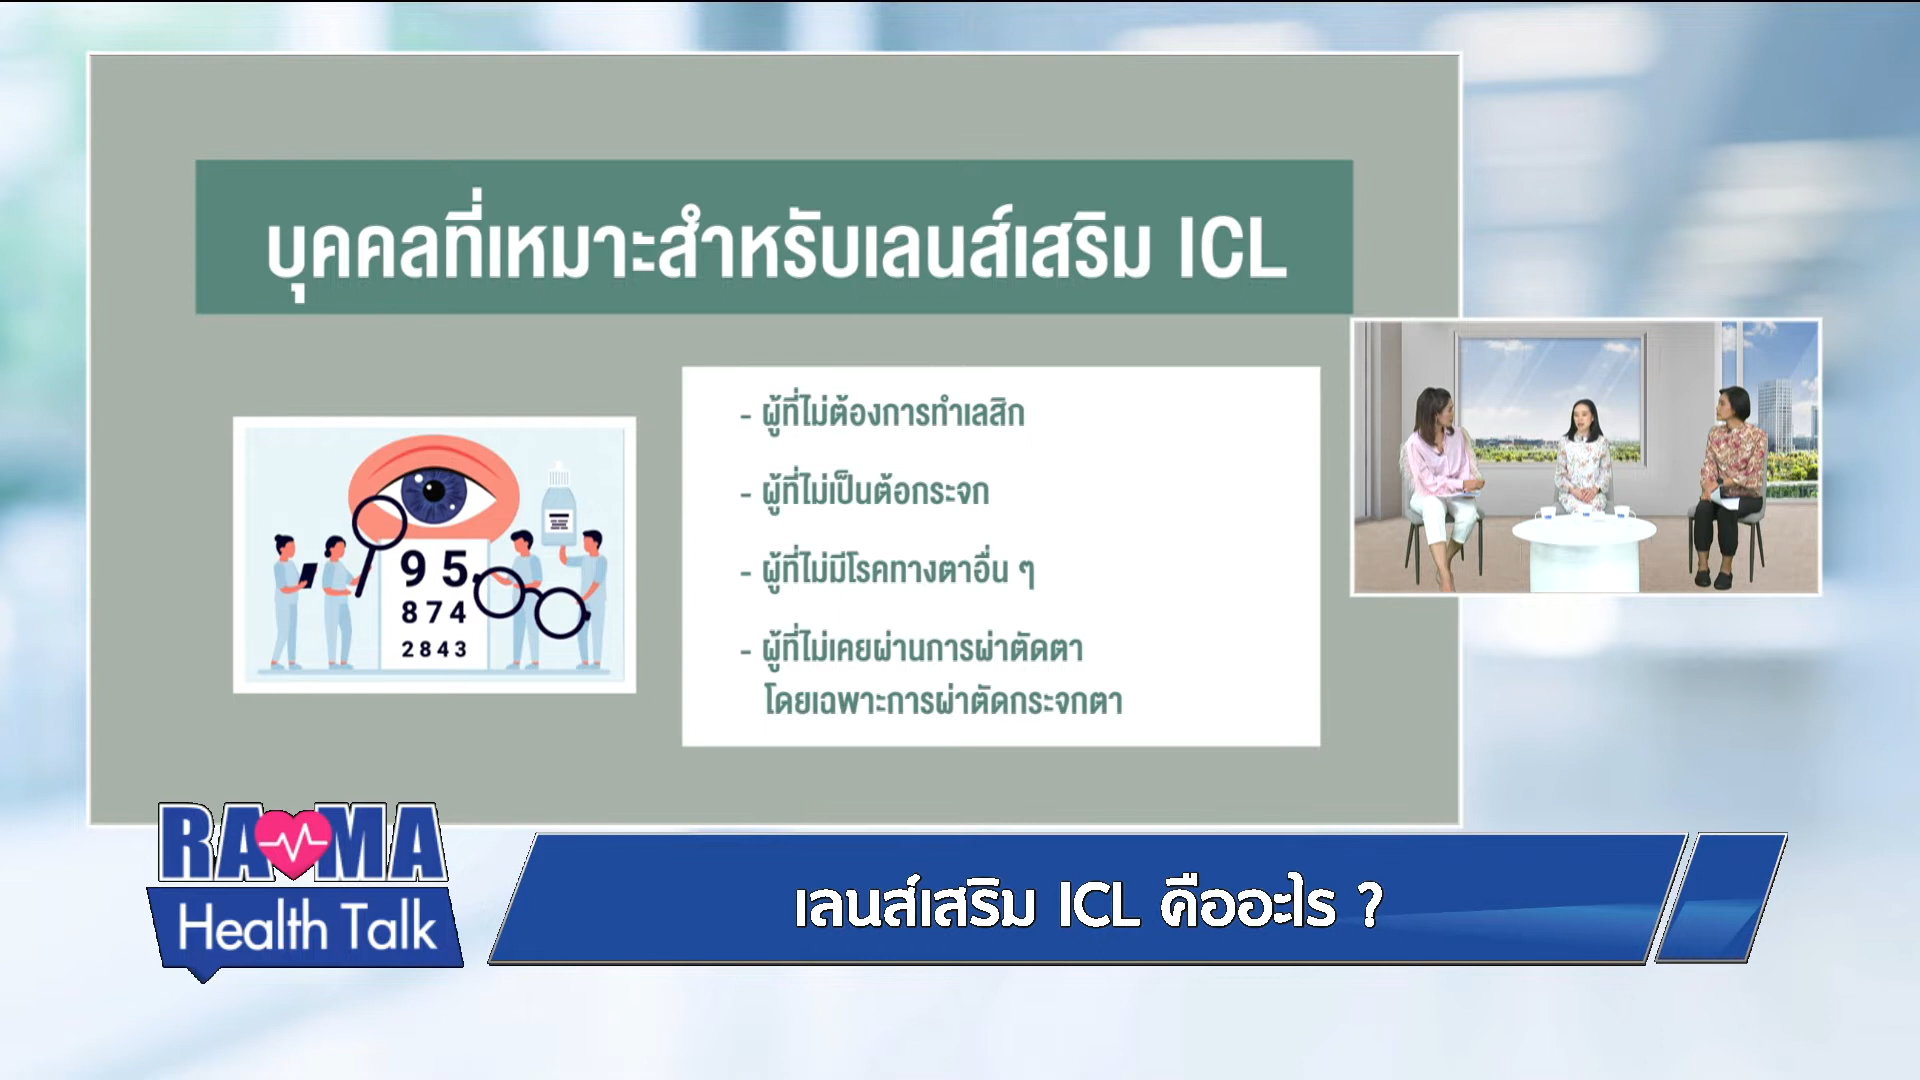 บุคคลที่เหมาะสำหรับเลนส์เสริม ICL
- ผู้ที่ไม่ต้องการทำเลสิก
- ผู้ที่ไม่เป็นต้อกระจก
- ผู้ที่ไม่มีโรคทางตาอื่น ๆ
- ผู้ที่ไม่เคยผ่านการผ่าตัดตา
โดยเฉพาะการผ่าตัดกระจกตา
95
874
2843
RAMA
Health Talk
เลนส์เสริม ICL คืออะไร ?